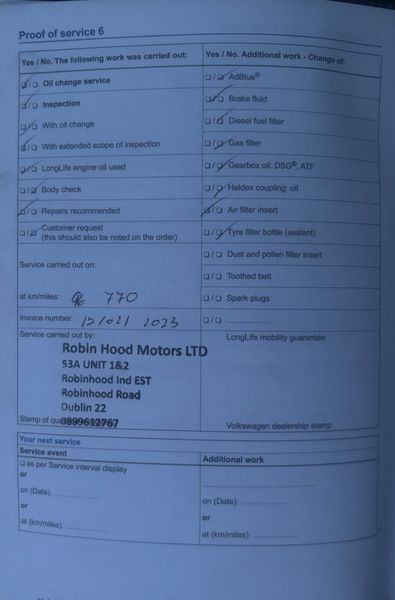 Proof of service 6
Yes / No. The following work was carried out:
☐/☐ Oil change service
☐/☐ Inspection
☐/☐ With oil change
☐/☐ With extended scope of inspection
☐/☐ LongLife engine oil used
☐/☐ Body check
☐/☐ Repairs recommended
☐/☐ Customer request
(this should also be noted on the order)
Service carried out on:
at km/miles: 96 770
Invoice number: 12/021 2023
Service carried out by:
Robin Hood Motors LTD
53A UNIT 1&2
Robinhood Ind EST
Robinhood Road
Dublin 22
Stamp of 0899612767
Yes / No. Additional work - Change of:
☐/☐ AdBlue®
☐/☐ Brake fluid
☐/☐ Diesel fuel filter
☐/☐ Gas filter
☐/☐ Gearbox oil: DSG®, ATF
☐/☐ Haldex coupling: oil
☐/☐ Air filter insert
☐/☐ Tyre filler bottle (sealant)
☐/☐ Dust and pollen filter insert
☐/☐ Toothed belt
☐/☐ Spark plugs
☐/☐ ....................
LongLife mobility guarantee:
Volkswagen dealership stamp
Your next service
Service event
☐ as per Service interval display
or
on (Date): ....................
or
at (km/miles): ....................
Additional work
....................
on (Date): ....................
or
at (km/miles): ....................